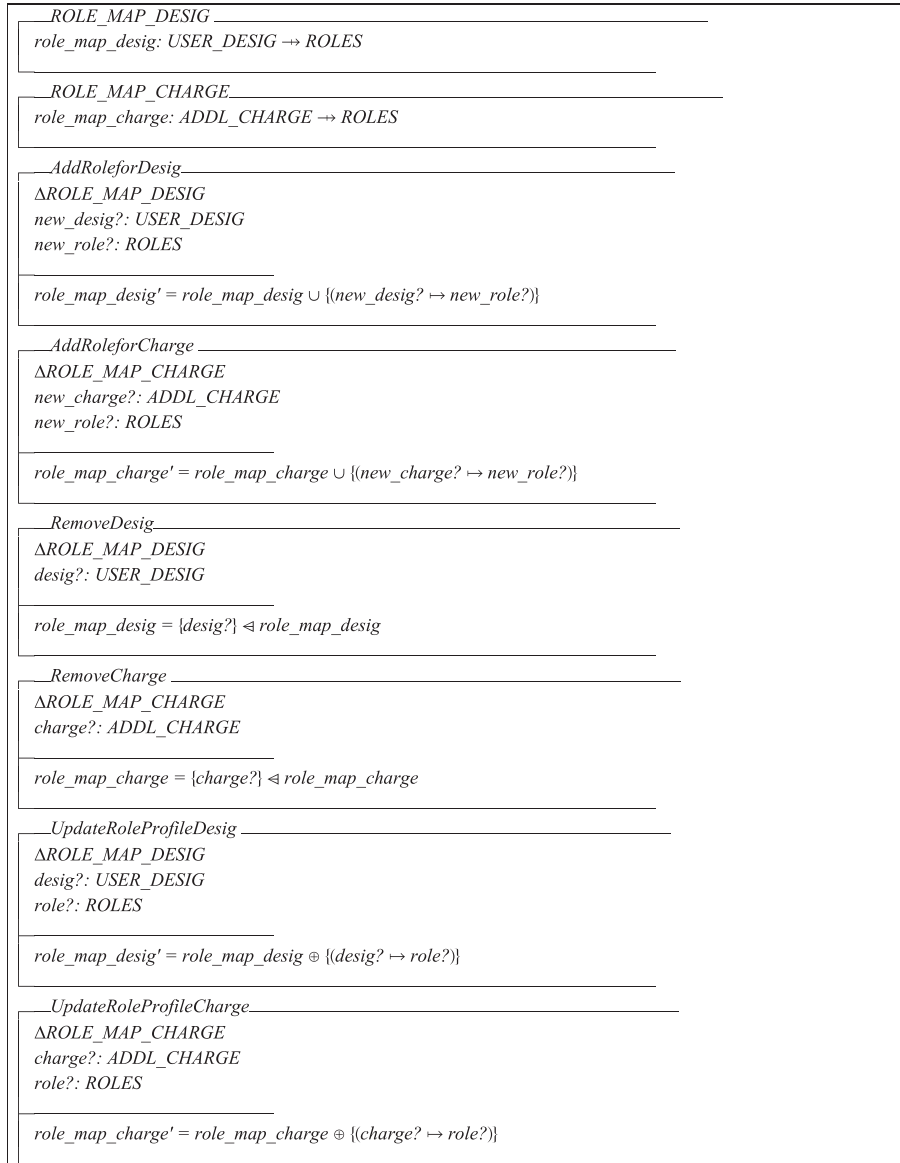 ROLE_MAP_DESIG
role_map_desig: USER_DESIG ⇸ ROLES
ROLE_MAP_CHARGE
role_map_charge: ADDL_CHARGE ⇸ ROLES
AddRoleforDesig
ΔROLE_MAP_DESIG
new_desig?: USER_DESIG
new_role?: ROLES
role_map_desig′ = role_map_desig ∪ {(new_desig? ↦ new_role?)}
AddRoleforCharge
ΔROLE_MAP_CHARGE
new_charge?: ADDL_CHARGE
new_role?: ROLES
role_map_charge′ = role_map_charge ∪ {(new_charge? ↦ new_role?)}
RemoveDesig
ΔROLE_MAP_DESIG
desig?: USER_DESIG
role_map_desig = {desig?} ⩤ role_map_desig
RemoveCharge
ΔROLE_MAP_CHARGE
charge?: ADDL_CHARGE
role_map_charge = {charge?} ⩤ role_map_charge
UpdateRoleProfileDesig
ΔROLE_MAP_DESIG
desig?: USER_DESIG
role?: ROLES
role_map_desig′ = role_map_desig ⊕ {(desig? ↦ role?)}
UpdateRoleProfileCharge
ΔROLE_MAP_CHARGE
charge?: ADDL_CHARGE
role?: ROLES
role_map_charge′ = role_map_charge ⊕ {(charge? ↦ role?)}